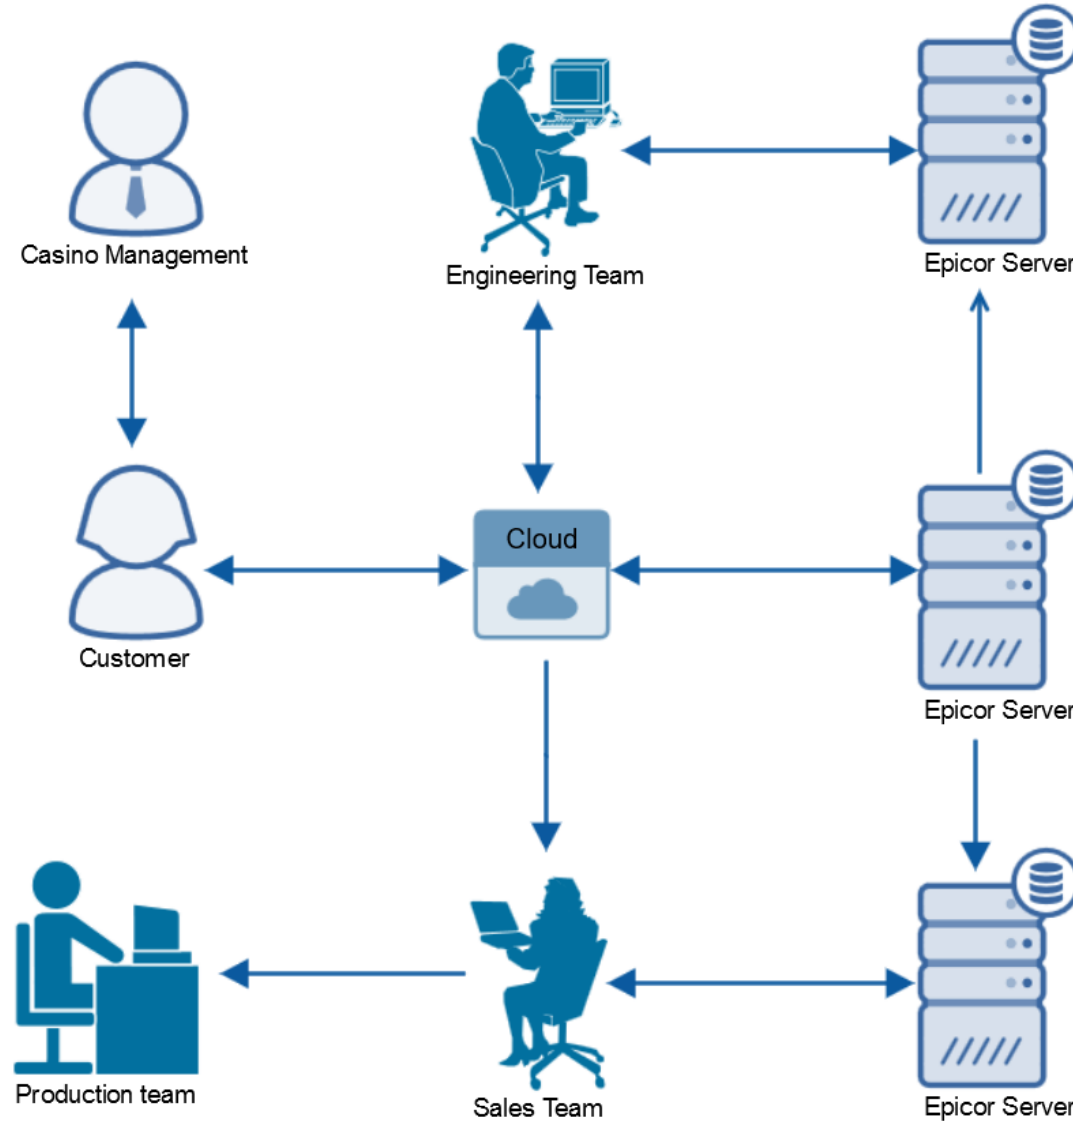 Casino Management
Engineering Team
Epicor Server
Cloud
Customer
Epicor Server
Production team
Sales Team
Epicor Server